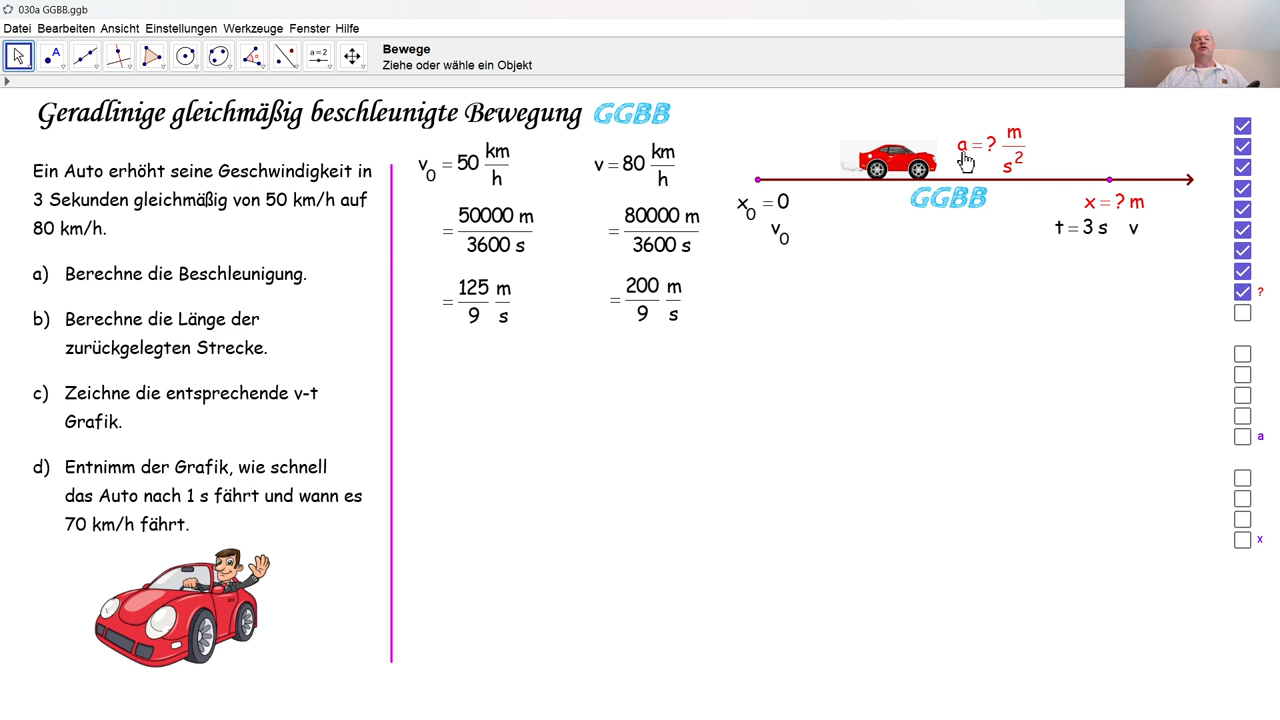 030a GGBB.ggb
Datei Bearbeiten Ansicht Einstellungen Werkzeuge Fenster Hilfe
A
a=2
Bewege
Ziehe oder wähle ein Objekt
Geradlinige gleichmäßig beschleunigte Bewegung GGBB
Ein Auto erhöht seine Geschwindigkeit in
3 Sekunden gleichmäßig von 50 km/h auf
80 km/h.
a) Berechne die Beschleunigung.
b) Berechne die Länge der
zurückgelegten Strecke.
c) Zeichne die entsprechende v-t
Grafik.
d) Entnimm der Grafik, wie schnell
das Auto nach 1 s fährt und wann es
70 km/h fährt.
v₀ = 50 km/h
= 50000 m / 3600 s
= 125/9 m/s
v = 80 km/h
= 80000 m / 3600 s
= 200/9 m/s
a = ? m/s²
GGBB
x₀ = 0
v₀
x = ? m
t = 3 s v
?
a
x